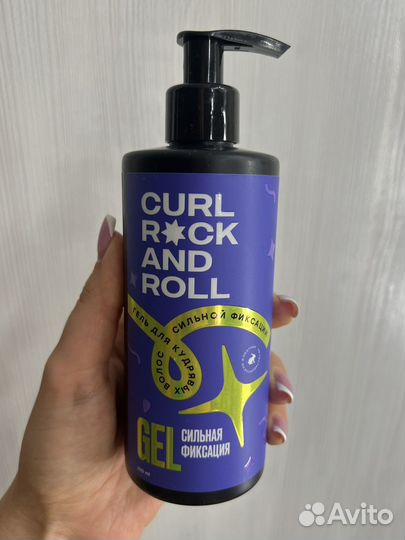 CURL
R✶CK
AND
ROLL
ГЕЛЬ ДЛЯ КУДРЯВЫХ ВОЛОС СИЛЬНОЙ ФИКСАЦИИ
GEL
СИЛЬНАЯ
ФИКСАЦИЯ
Avito